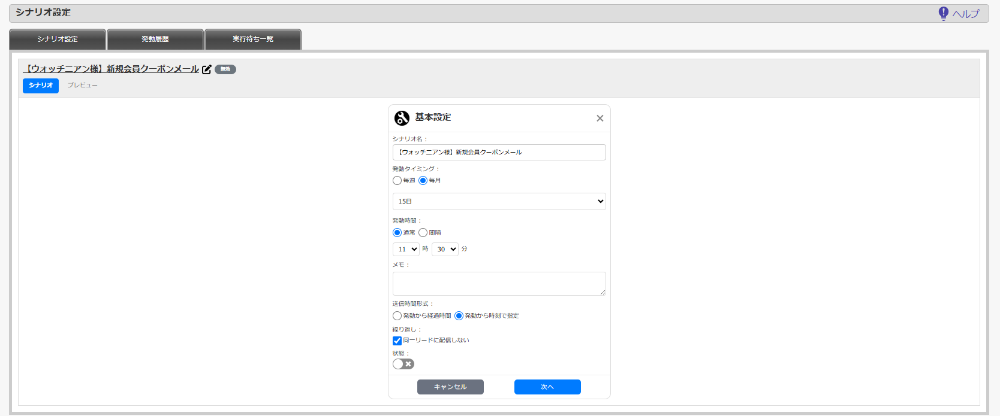 シナリオ設定
ヘルプ
シナリオ設定 発動履歴 実行待ち一覧
【ウォッチニアン様】新規会員クーポンメール 無効
シナリオ プレビュー
基本設定
シナリオ名：
【ウォッチニアン様】新規会員クーポンメール
発動タイミング：
毎週 毎月
15日
発動時間：
通常 間隔
11 時 30 分
メモ：
送信時間形式：
発動から経過時間 発動から時刻で指定
繰り返し：
同一リードに配信しない
状態：
キャンセル 次へ